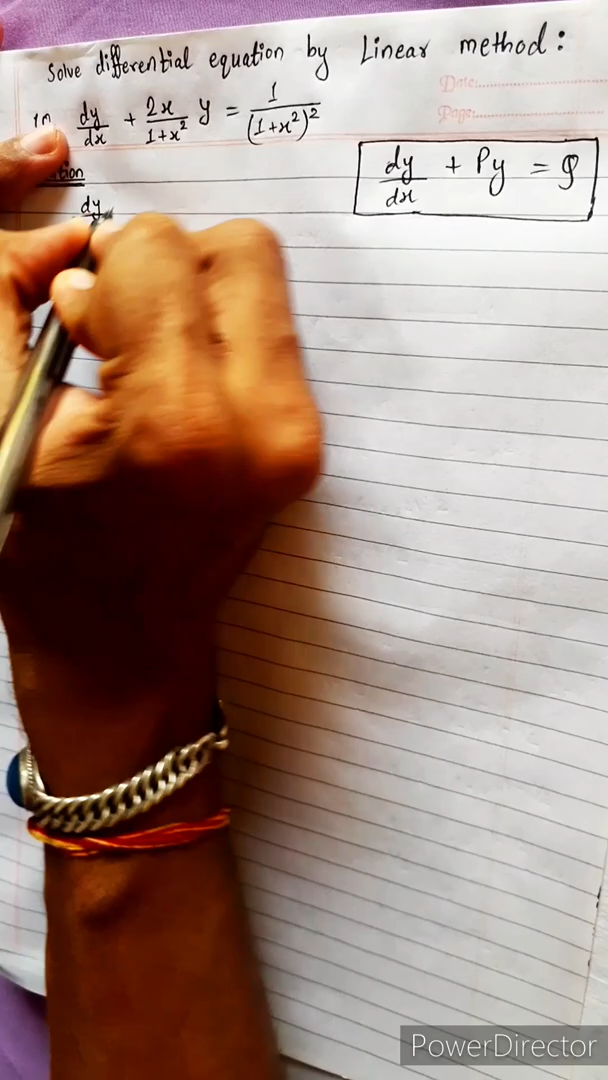 Solve differential equation by Linear method :
Date:
Page:
dy/dx + 2x/1+x² y = 1/(1+x²)²
dy/dx + Py = Q
dy
PowerDirector